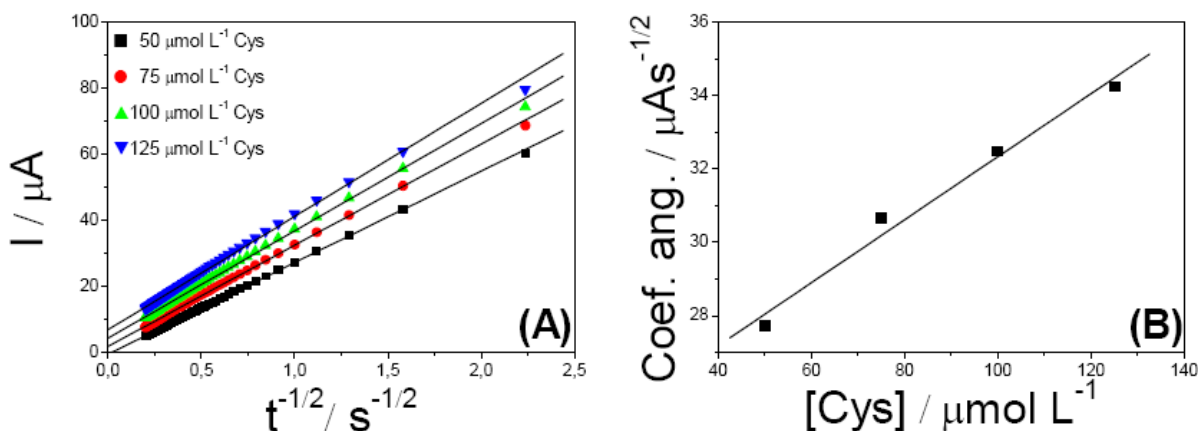 100
80
60
40
20
0
I / µA
■ 50 µmol L⁻¹ Cys
● 75 µmol L⁻¹ Cys
▲ 100 µmol L⁻¹ Cys
▼ 125 µmol L⁻¹ Cys
(A)
0,0 0,5 1,0 1,5 2,0 2,5
t⁻¹/² / s⁻¹/²
36
34
32
30
28
Coef. ang. / µAs⁻¹/²
(B)
40 60 80 100 120 140
[Cys] / µmol L⁻¹